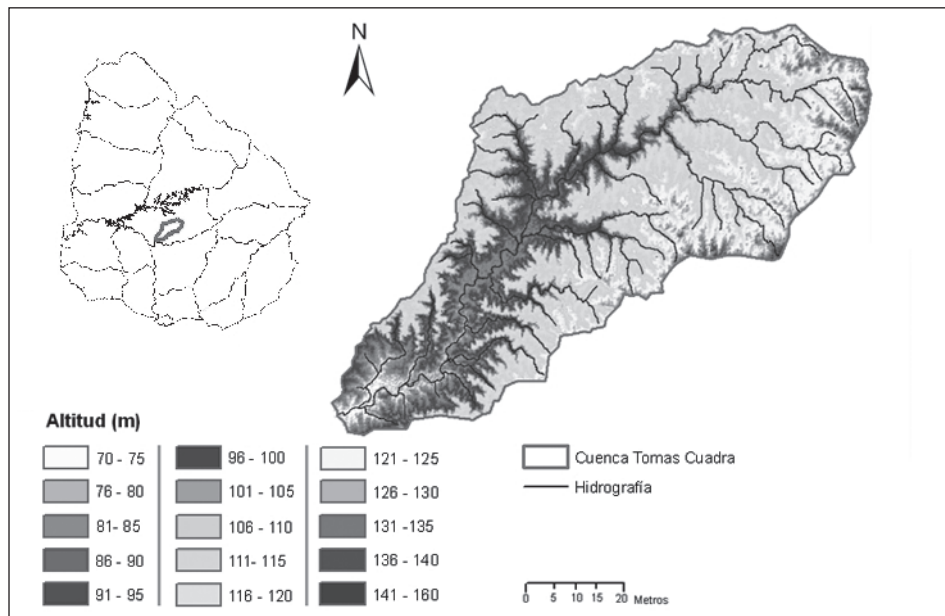 N
Altitud (m)
70 - 75
76 - 80
81- 85
86 - 90
91 - 95
96 - 100
101 - 105
106 - 110
111- 115
116 - 120
121 - 125
126 - 130
131 -135
136 - 140
141 - 160
Cuenca Tomas Cuadra
Hidrografía
0 5 10 15 20 Metros